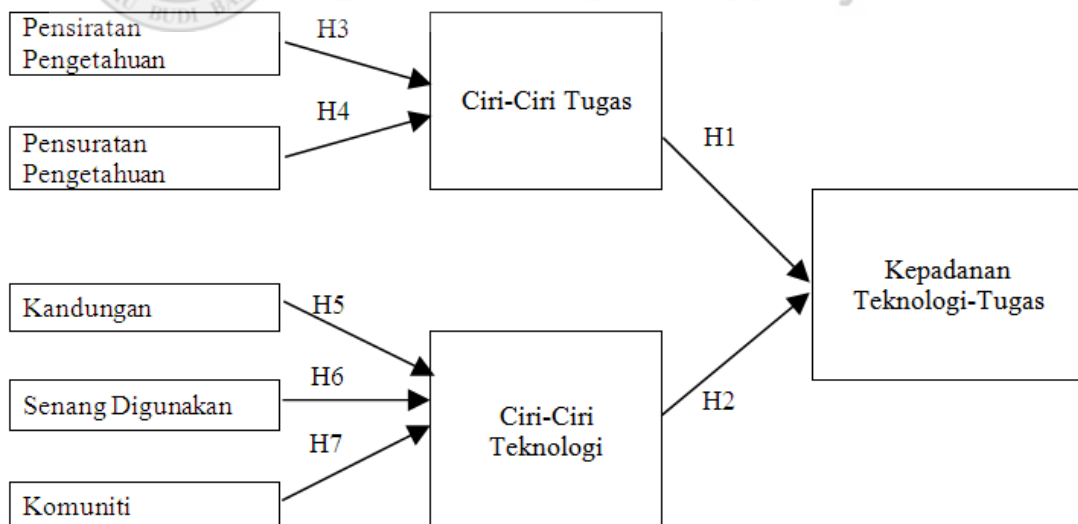 BUDI
Pensiratan
Pengetahuan
H3
Ciri-Ciri Tugas
H4
Pensuratan
Pengetahuan
H1
Kepadanan
Teknologi-Tugas
Kandungan
H5
H6
Senang Digunakan
Ciri-Ciri
Teknologi
H2
H7
Komuniti